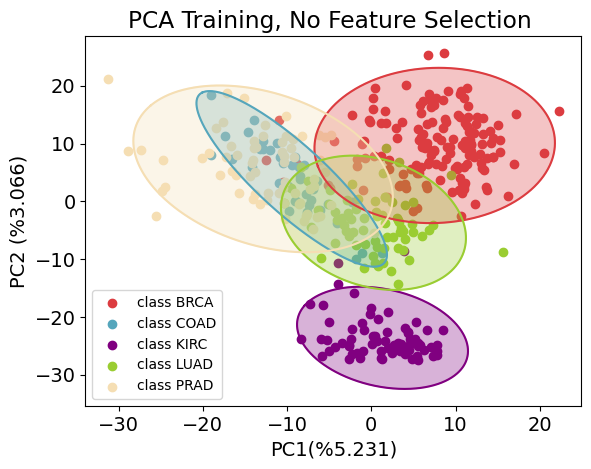 PCA Training, No Feature Selection
20
10
0
−10
−20
−30
PC2 (%3.066)
class BRCA
class COAD
class KIRC
class LUAD
class PRAD
−30 −20 −10 0 10 20
PC1(%5.231)